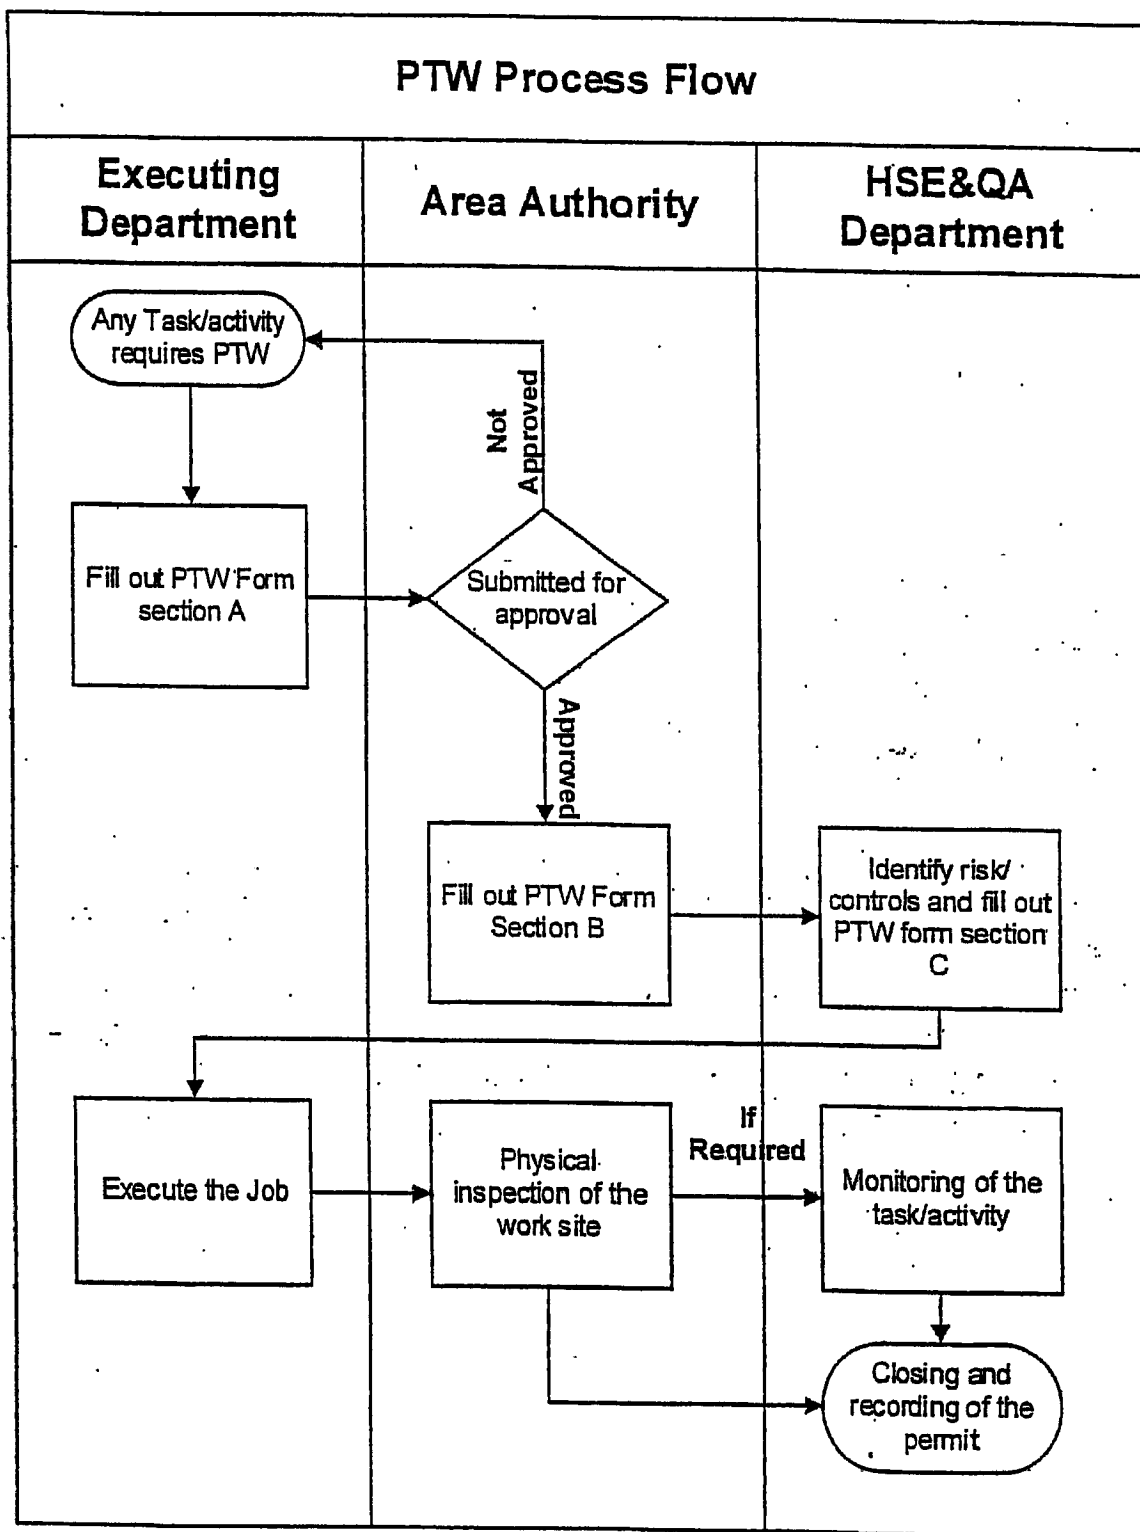 PTW Process Flow
Executing
Department
Area Authority
HSE&QA
Department
Any Task/activity
requires PTW
Not
Approved
Fill out PTW Form
section A
Submitted for
approval
Approved
Fill out PTW Form
Section B
Identify risk/
controls and fill out
PTW form section
C
Execute the Job
Physical
inspection of the
work site
If
Required
Monitoring of the
task/activity
Closing and
recording of the
permit